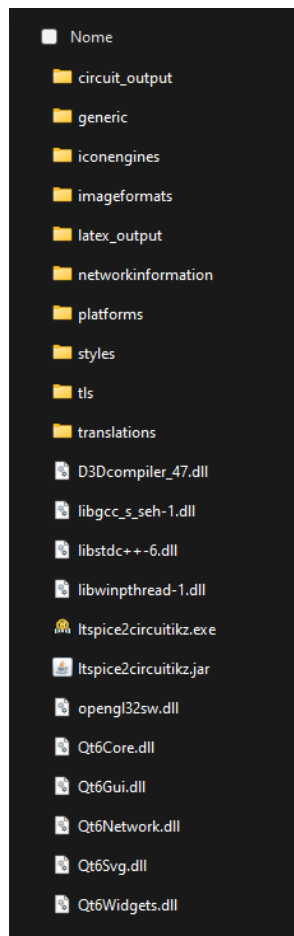 Nome
circuit_output
generic
iconengines
imageformats
latex_output
networkinformation
platforms
styles
tls
translations
D3Dcompiler_47.dll
libgcc_s_seh-1.dll
libstdc++-6.dll
libwinpthread-1.dll
ltspice2circuitikz.exe
ltspice2circuitikz.jar
opengl32sw.dll
Qt6Core.dll
Qt6Gui.dll
Qt6Network.dll
Qt6Svg.dll
Qt6Widgets.dll